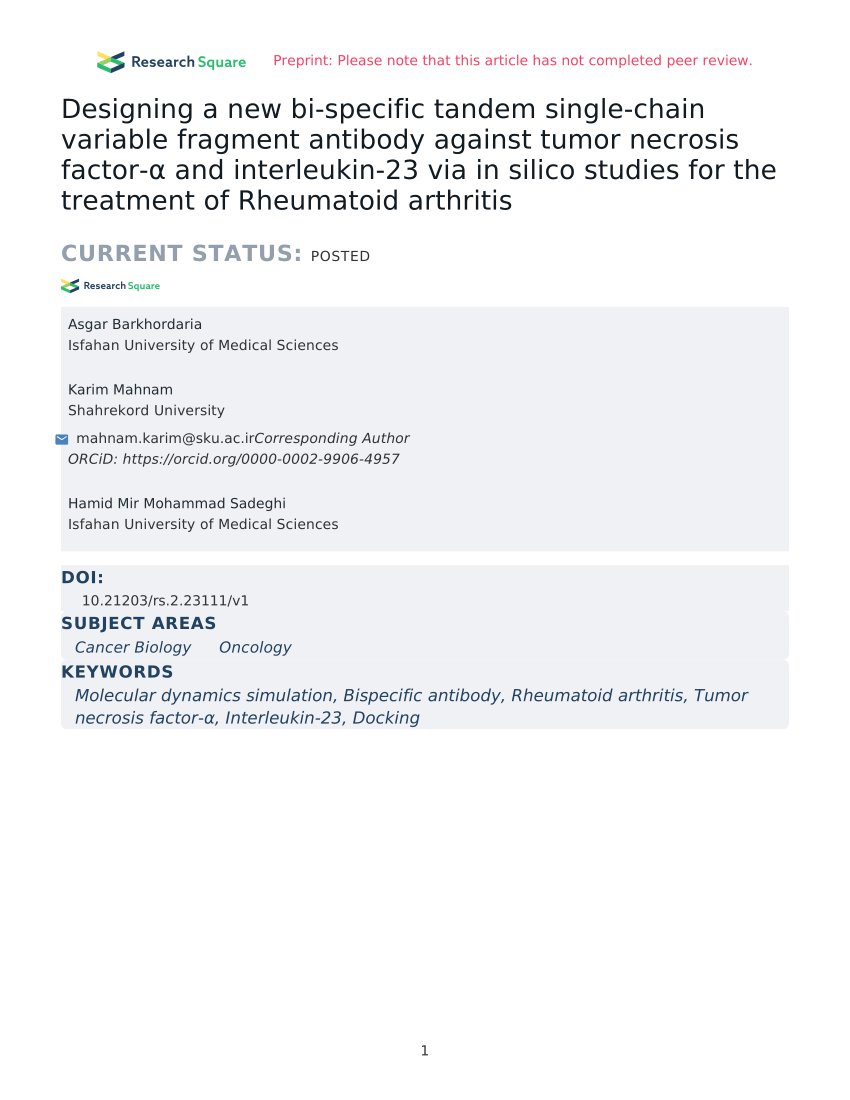 Research Square
Preprint: Please note that this article has not completed peer review.
Designing a new bi-specific tandem single-chain
variable fragment antibody against tumor necrosis
factor-α and interleukin-23 via in silico studies for the
treatment of Rheumatoid arthritis
CURRENT STATUS: POSTED
Research Square
Asgar Barkhordaria
Isfahan University of Medical Sciences
Karim Mahnam
Shahrekord University
mahnam.karim@sku.ac.irCorresponding Author
ORCiD: https://orcid.org/0000-0002-9906-4957
Hamid Mir Mohammad Sadeghi
Isfahan University of Medical Sciences
DOI:
10.21203/rs.2.23111/v1
SUBJECT AREAS
Cancer Biology Oncology
KEYWORDS
Molecular dynamics simulation, Bispecific antibody, Rheumatoid arthritis, Tumor
necrosis factor-α, Interleukin-23, Docking
1